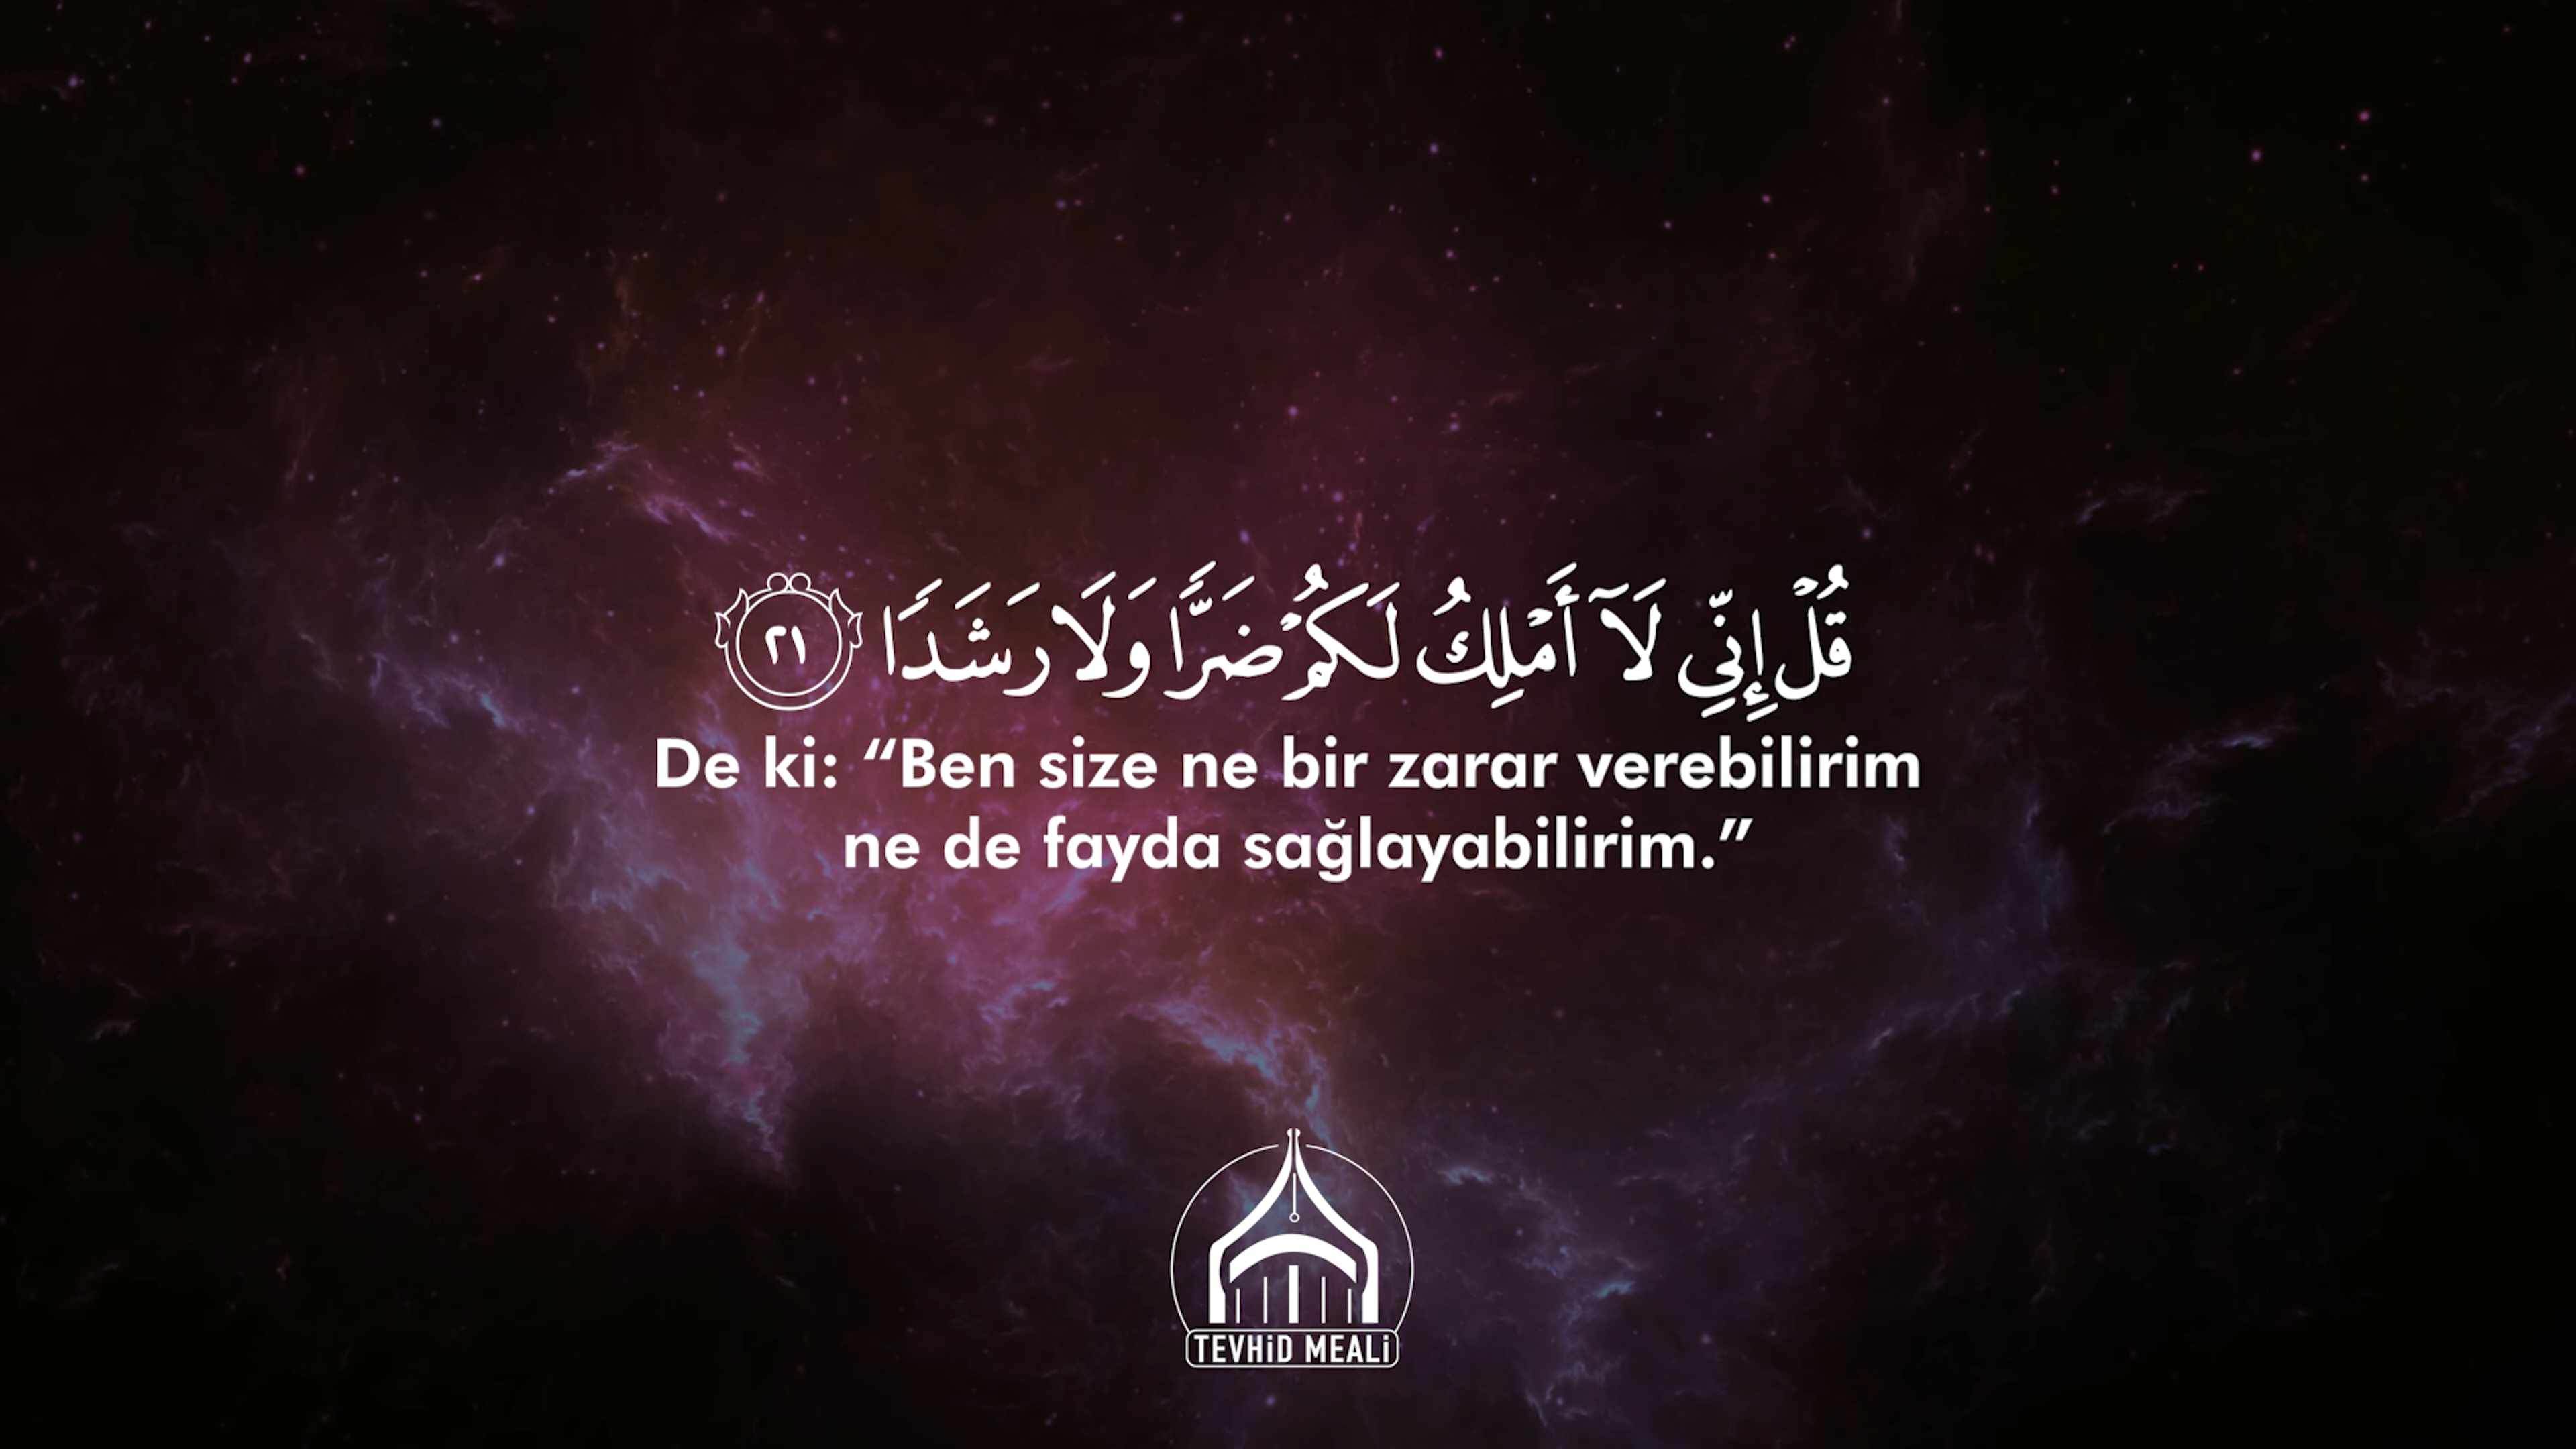 قُلْ إِنِّي لَآ أَمْلِكُ لَكُمْ ضَرًّا وَلَا رَشَدًا ٢١
De ki: “Ben size ne bir zarar verebilirim
ne de fayda sağlayabilirim.”
TEVHiD MEALi